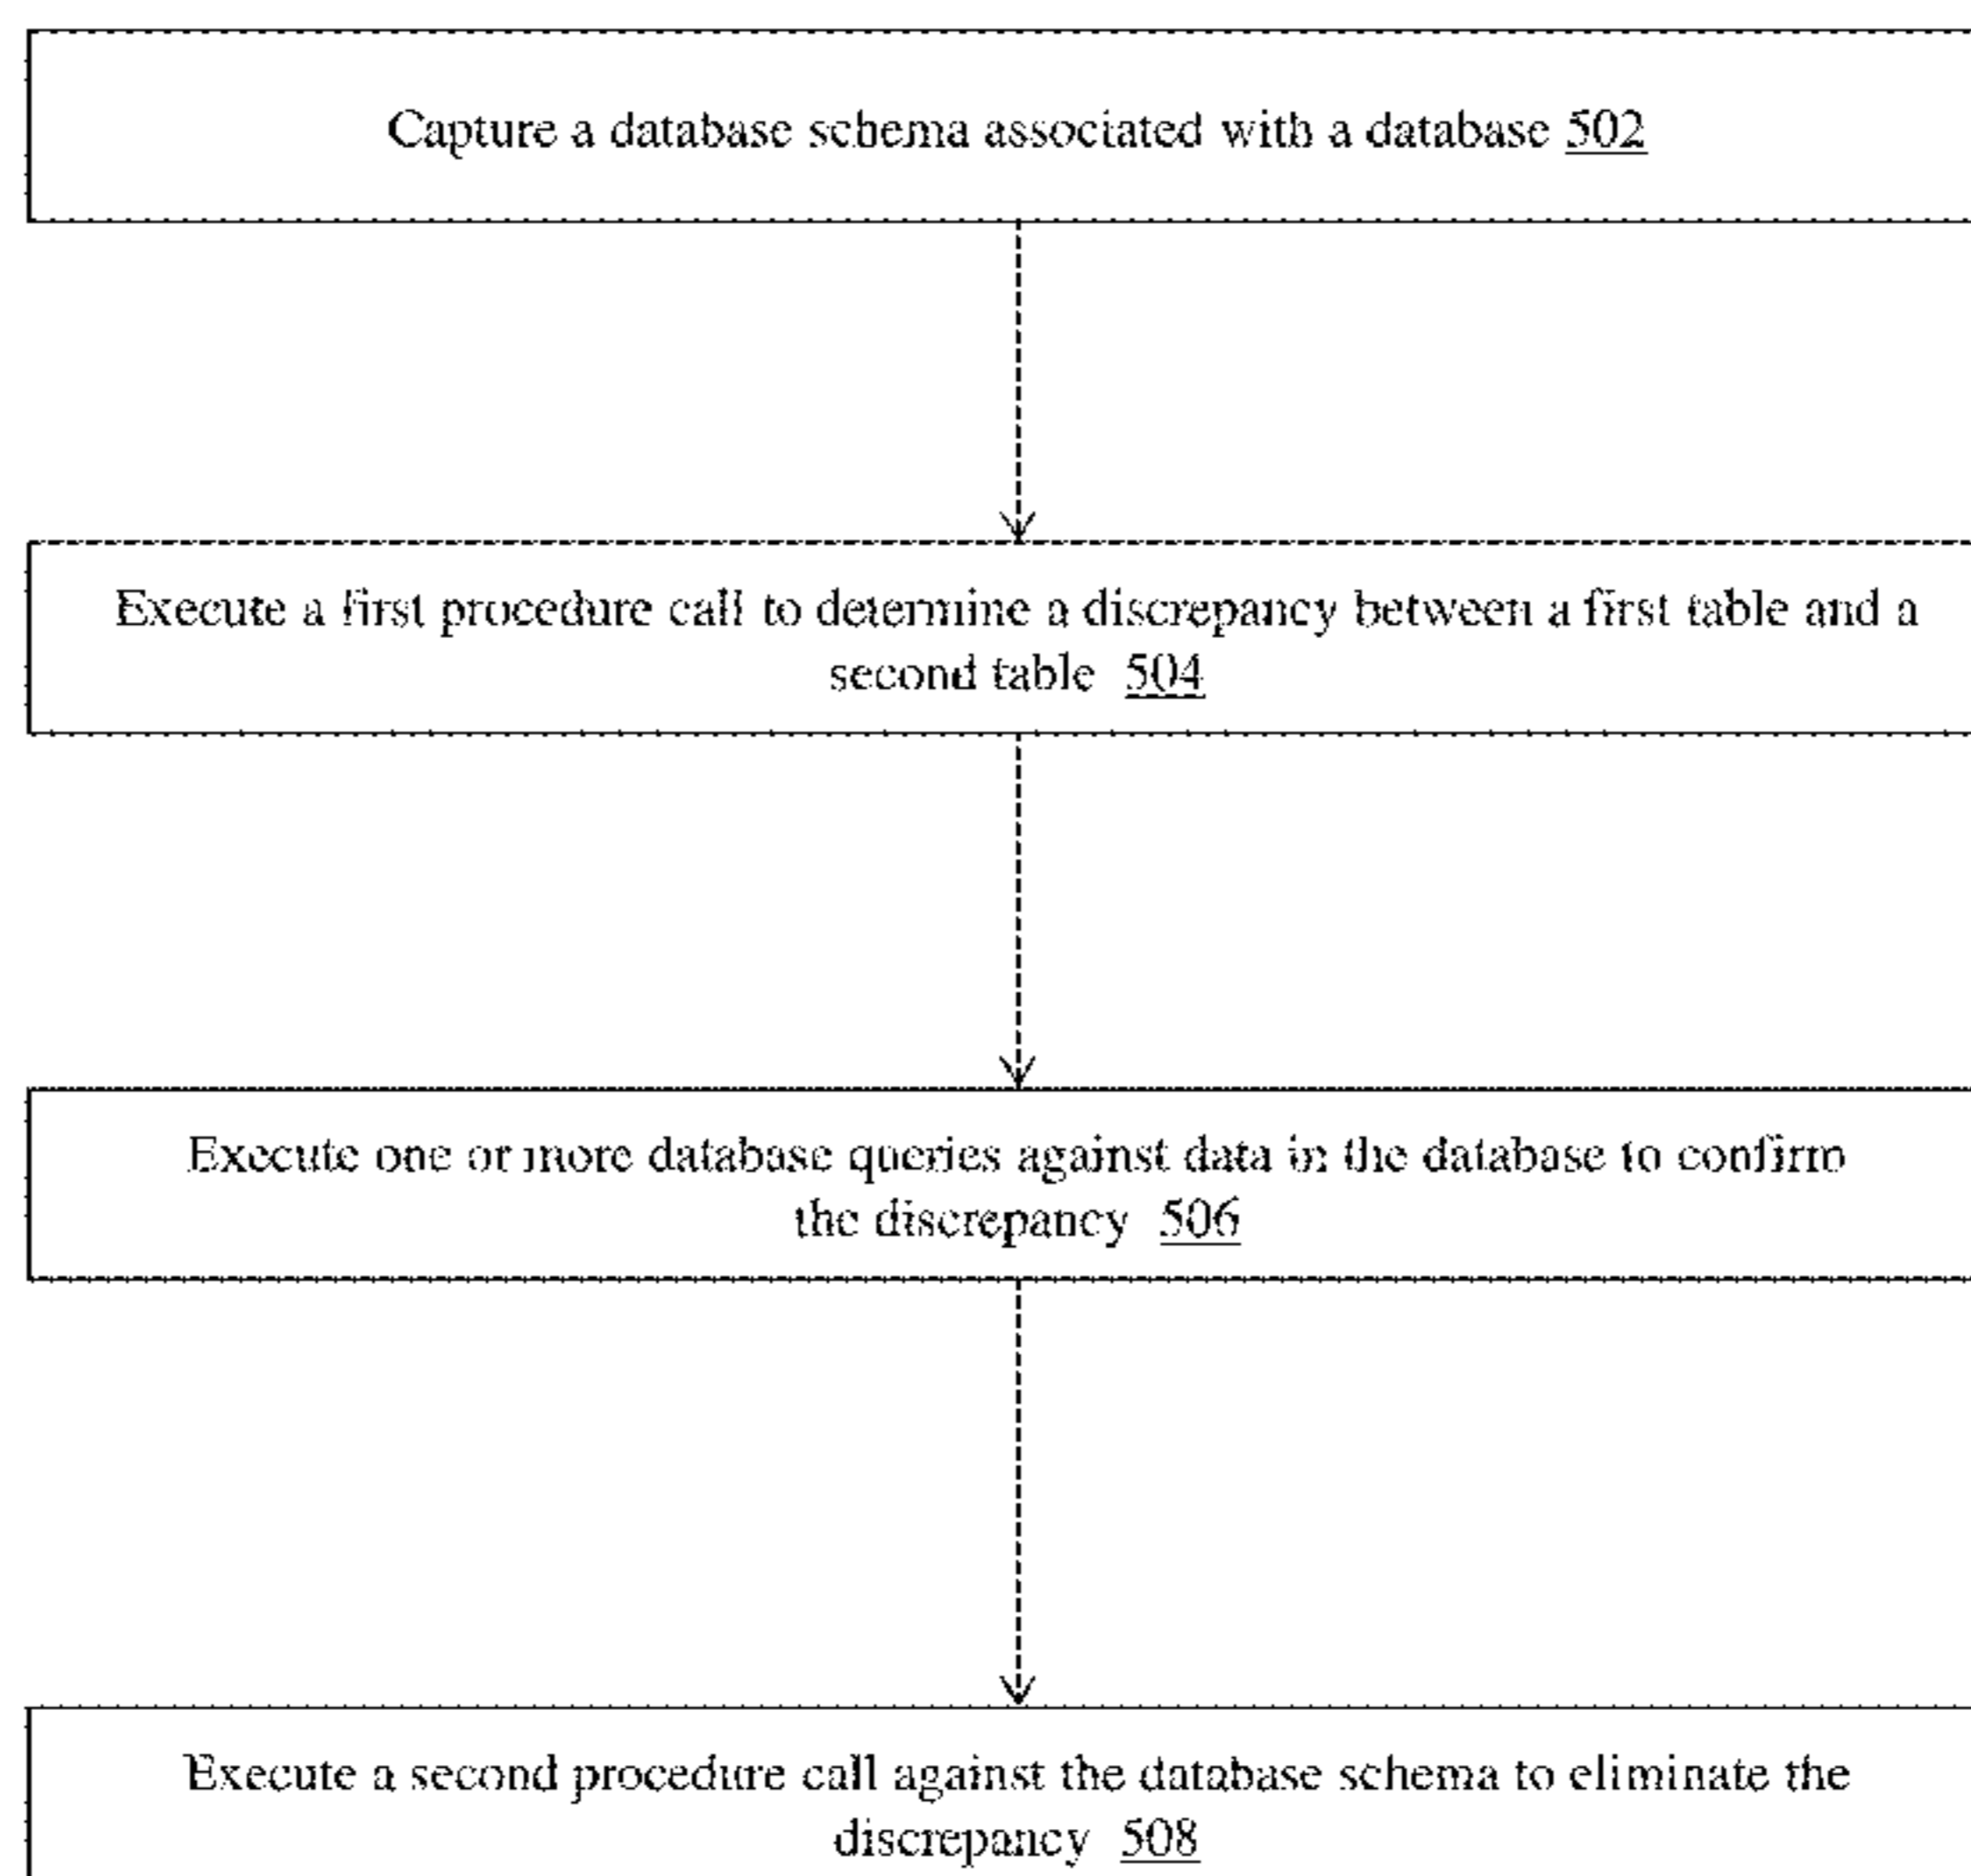 Capture a database schema associated with a database 502
Execute a first procedure call to determine a discrepancy between a first table and a
second table 504
Execute one or more database queries against data in the database to confirm
the discrepancy 506
Execute a second procedure call against the database schema to eliminate the
discrepancy 508